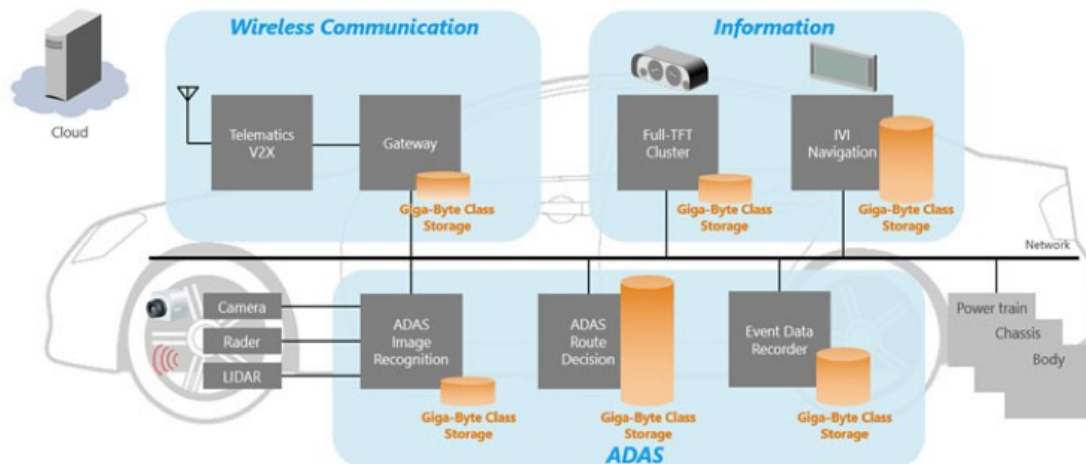 Wireless Communication
Information
Cloud
Telematics
V2X
Gateway
Giga-Byte Class
Storage
Full-TFT
Cluster
Giga-Byte Class
Storage
IVI
Navigation
Giga-Byte Class
Storage
Network
Camera
Rader
LIDAR
ADAS
Image
Recognition
Giga-Byte Class
Storage
ADAS
Route
Decision
Giga-Byte Class
Storage
Event Data
Recorder
Giga-Byte Class
Storage
Power train
Chassis
Body
ADAS